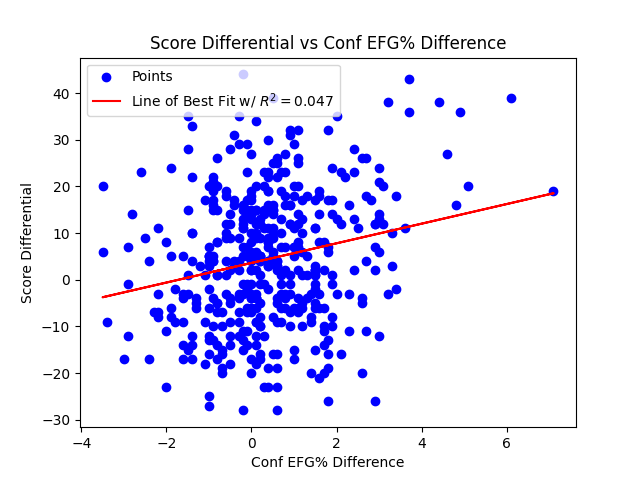 Score Differential vs Conf EFG% Difference
Points
Line of Best Fit w/ R² = 0.047
Score Differential
40
30
20
10
0
−10
−20
−30
−4
−2
0
2
4
6
Conf EFG% Difference